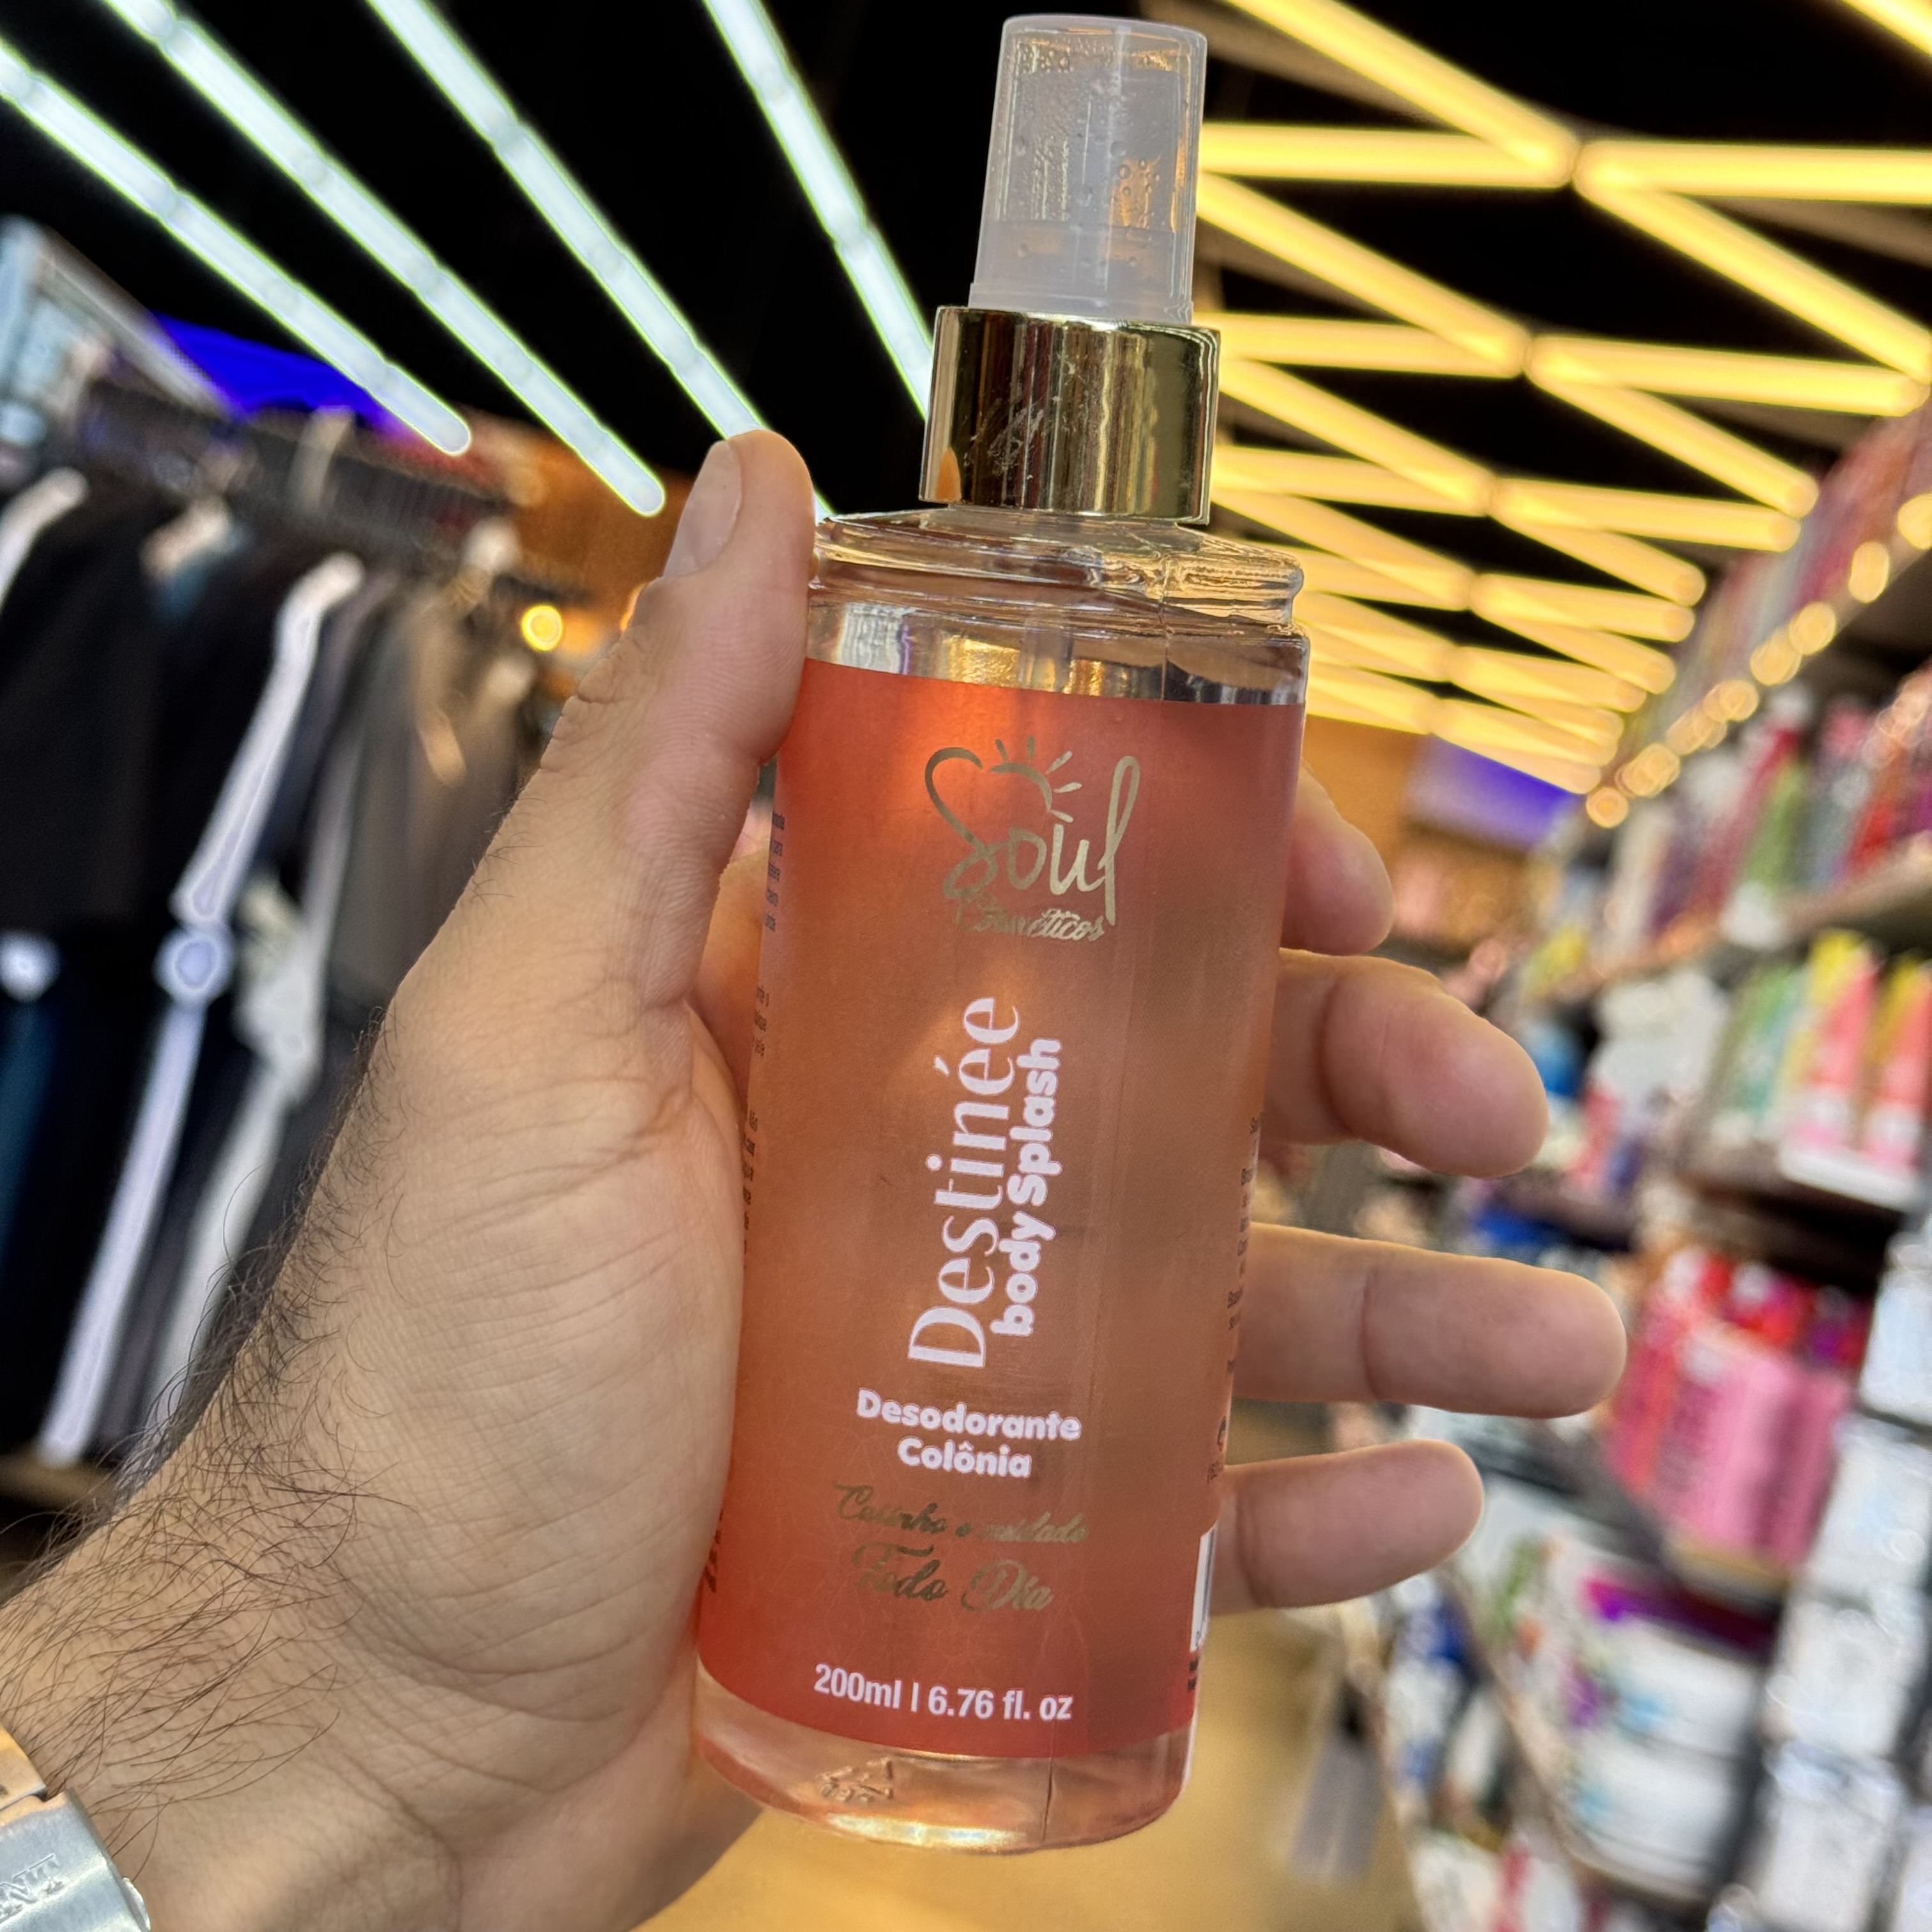 Soul
Cosméticos
Destinée
body Splash
Desodorante
Colônia
Carinho e cuidado
Todo Dia
200ml | 6.76 fl. oz